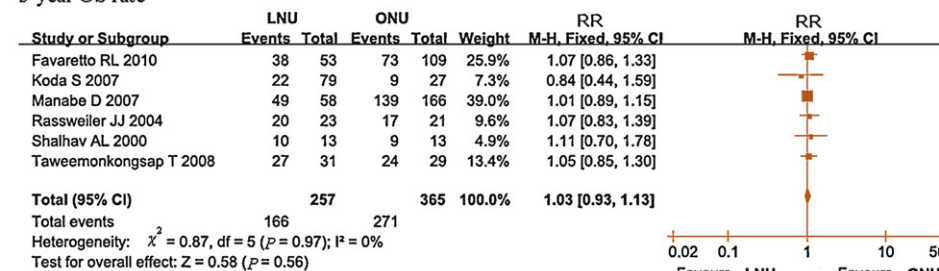 5-year OS rate
LNU ONU RR RR
Study or Subgroup Events Total Events Total Weight M-H, Fixed, 95% CI M-H, Fixed, 95% CI
Favaretto RL 2010 38 53 73 109 25.9% 1.07 [0.86, 1.33]
Koda S 2007 22 79 9 27 7.3% 0.84 [0.44, 1.59]
Manabe D 2007 49 58 139 166 39.0% 1.01 [0.89, 1.15]
Rassweiler JJ 2004 20 23 17 21 9.6% 1.07 [0.83, 1.39]
Shalhav AL 2000 10 13 9 13 4.9% 1.11 [0.70, 1.78]
Taweemonkongsap T 2008 27 31 24 29 13.4% 1.05 [0.85, 1.30]
Total (95% CI) 257 365 100.0% 1.03 [0.93, 1.13]
Total events 166 271
Heterogeneity: χ² = 0.87, df = 5 (P = 0.97); I² = 0%
Test for overall effect: Z = 0.58 (P = 0.56)
0.02 0.1 1 10 50
Favours LNU Favours ONU